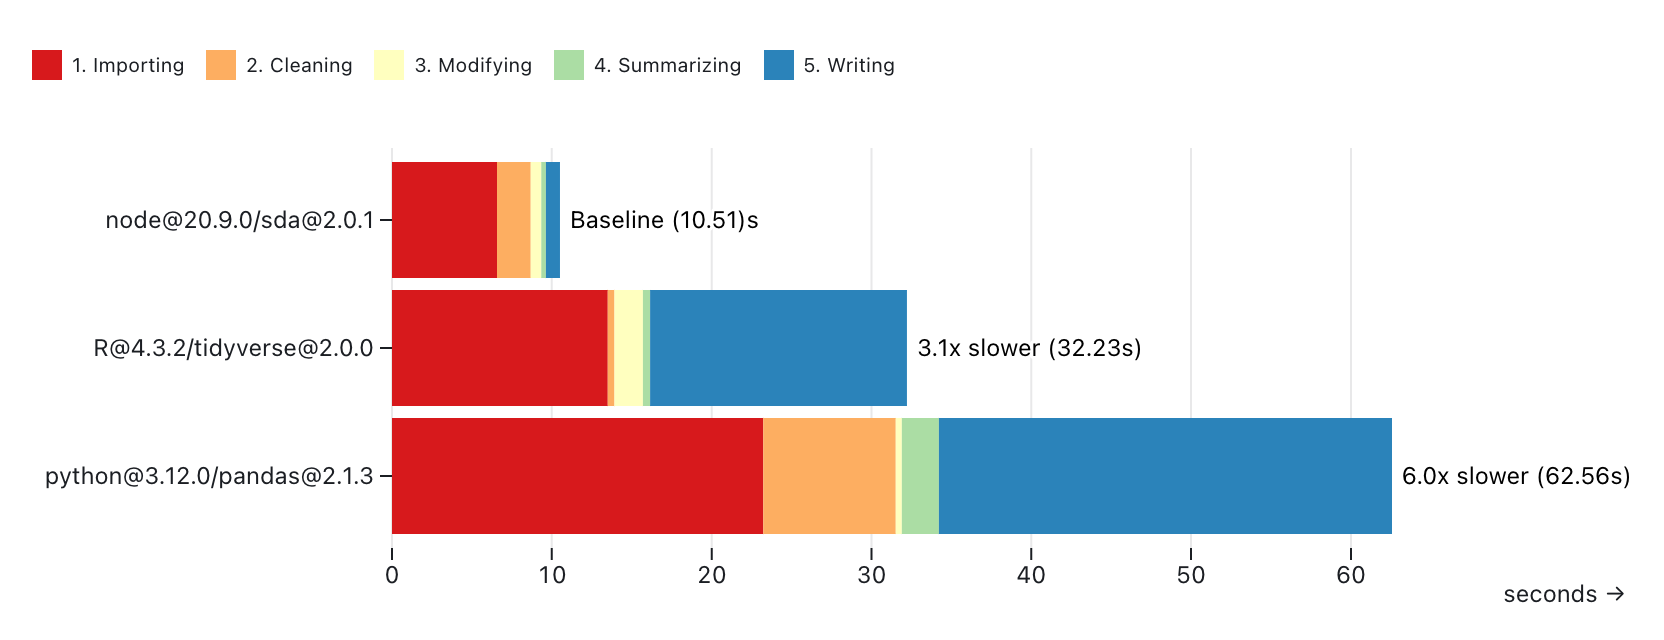 1. Importing 2. Cleaning 3. Modifying 4. Summarizing 5. Writing
node@20.9.0/sda@2.0.1 Baseline (10.51)s
R@4.3.2/tidyverse@2.0.0 3.1x slower (32.23s)
python@3.12.0/pandas@2.1.3 6.0x slower (62.56s)
0 10 20 30 40 50 60
seconds →